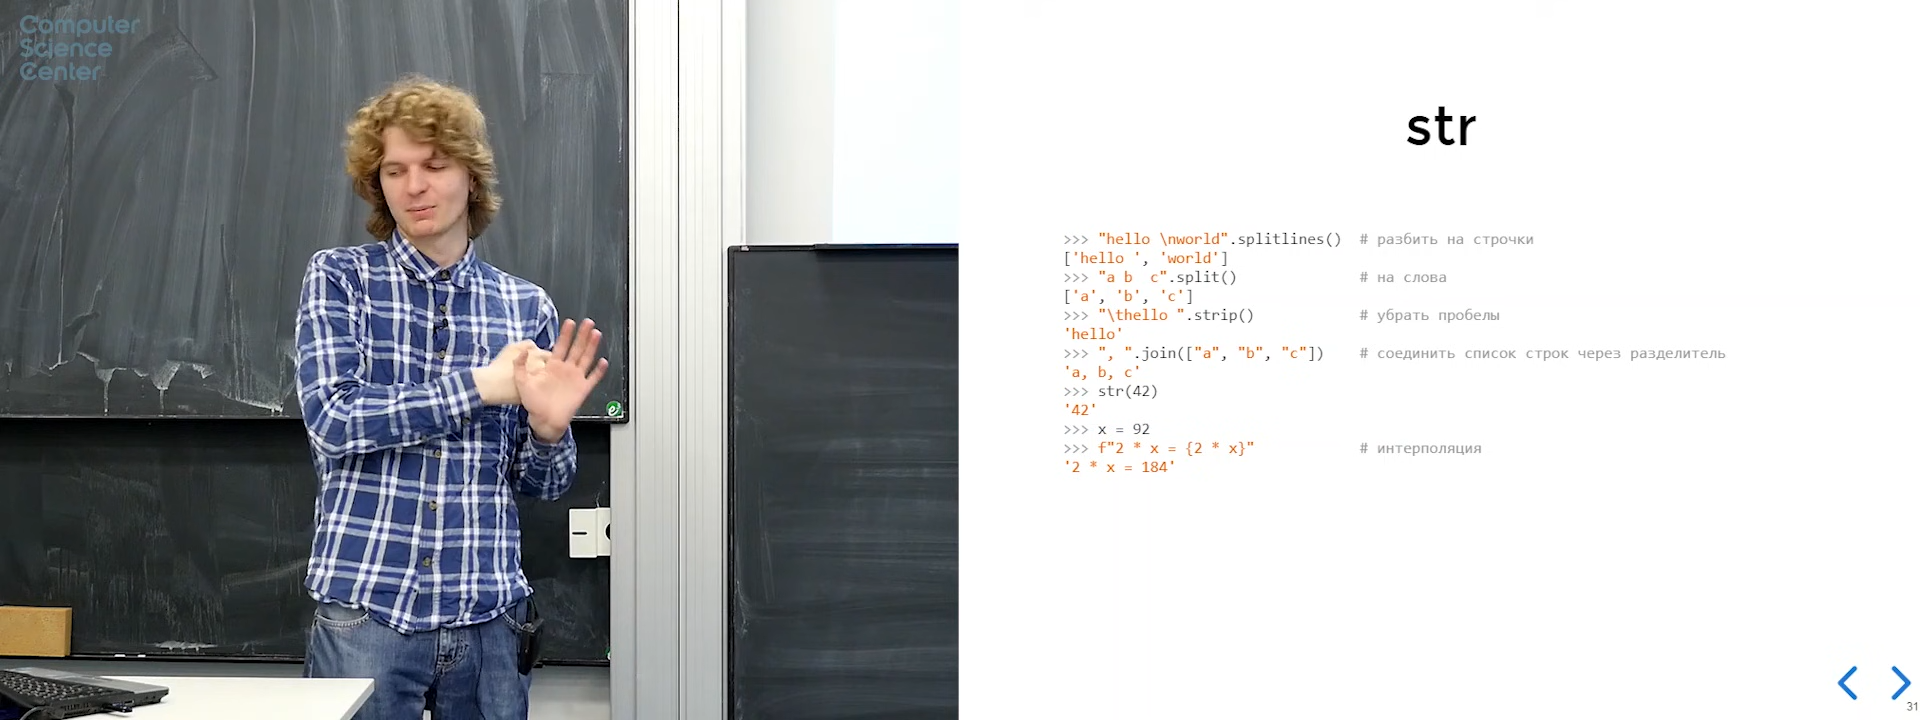 Computer
Science
Center
str
>>> "hello \nworld".splitlines()  # разбить на строчки
['hello ', 'world']
>>> "a b  c".split()              # на слова
['a', 'b', 'c']
>>> "\thello ".strip()            # убрать пробелы
'hello'
>>> ", ".join(["a", "b", "c"])    # соединить список строк через разделитель
'a, b, c'
>>> str(42)
'42'
>>> x = 92
>>> f"2 * x = {2 * x}"            # интерполяция
'2 * x = 184'
31